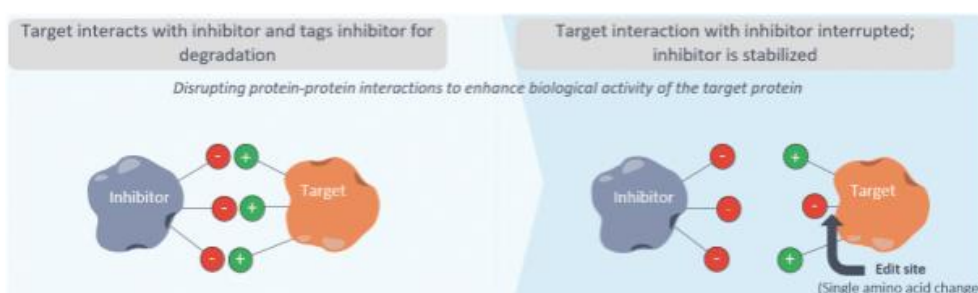 Target interacts with inhibitor and tags inhibitor for
degradation
Target interaction with inhibitor interrupted;
inhibitor is stabilized
Disrupting protein-protein interactions to enhance biological activity of the target protein
- +
Inhibitor - + Target
- +
- +
Inhibitor - - Target
- +
Edit site
(Single amino acid change